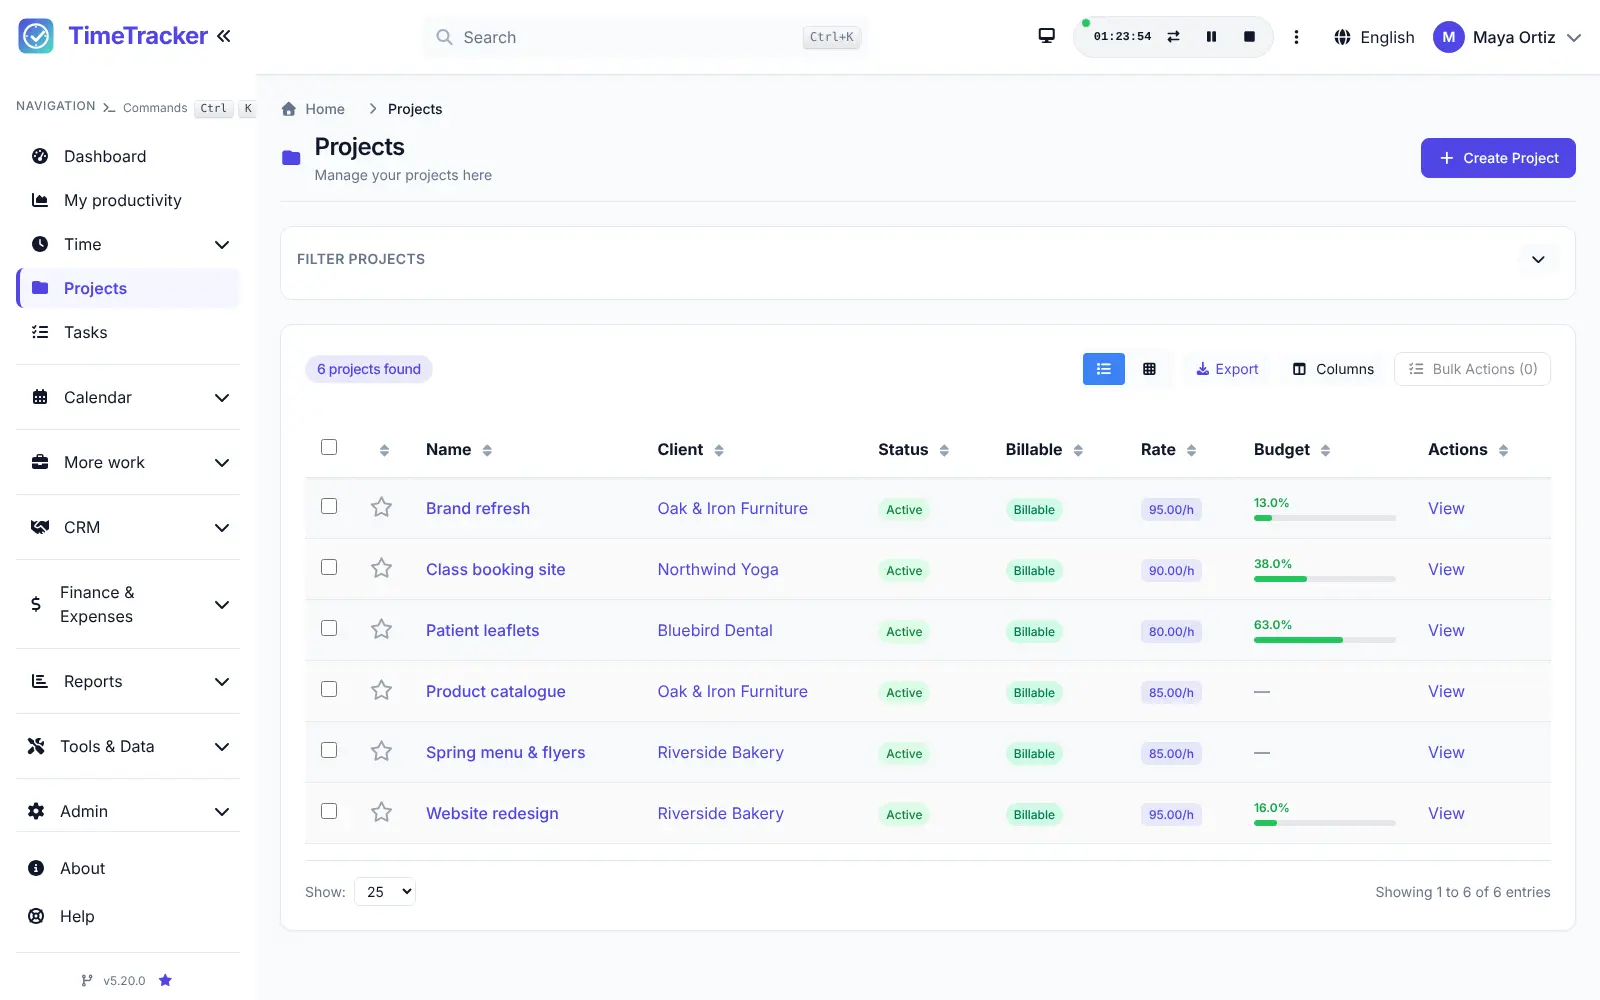 TimeTracker
Search Ctrl+K
01:23:54
English
M Maya Ortiz
NAVIGATION Commands Ctrl K
Dashboard
My productivity
Time
Projects
Tasks
Calendar
More work
CRM
Finance &
Expenses
Reports
Tools & Data
Admin
About
Help
v5.20.0
Home Projects
Projects
Manage your projects here
Create Project
FILTER PROJECTS
6 projects found
Export Columns Bulk Actions (0)
Name Client Status Billable Rate Budget Actions
Brand refresh Oak & Iron Furniture Active Billable 95.00/h 13.0% View
Class booking site Northwind Yoga Active Billable 90.00/h 38.0% View
Patient leaflets Bluebird Dental Active Billable 80.00/h 63.0% View
Product catalogue Oak & Iron Furniture Active Billable 85.00/h — View
Spring menu & flyers Riverside Bakery Active Billable 85.00/h — View
Website redesign Riverside Bakery Active Billable 95.00/h 16.0% View
Show: 25
Showing 1 to 6 of 6 entries